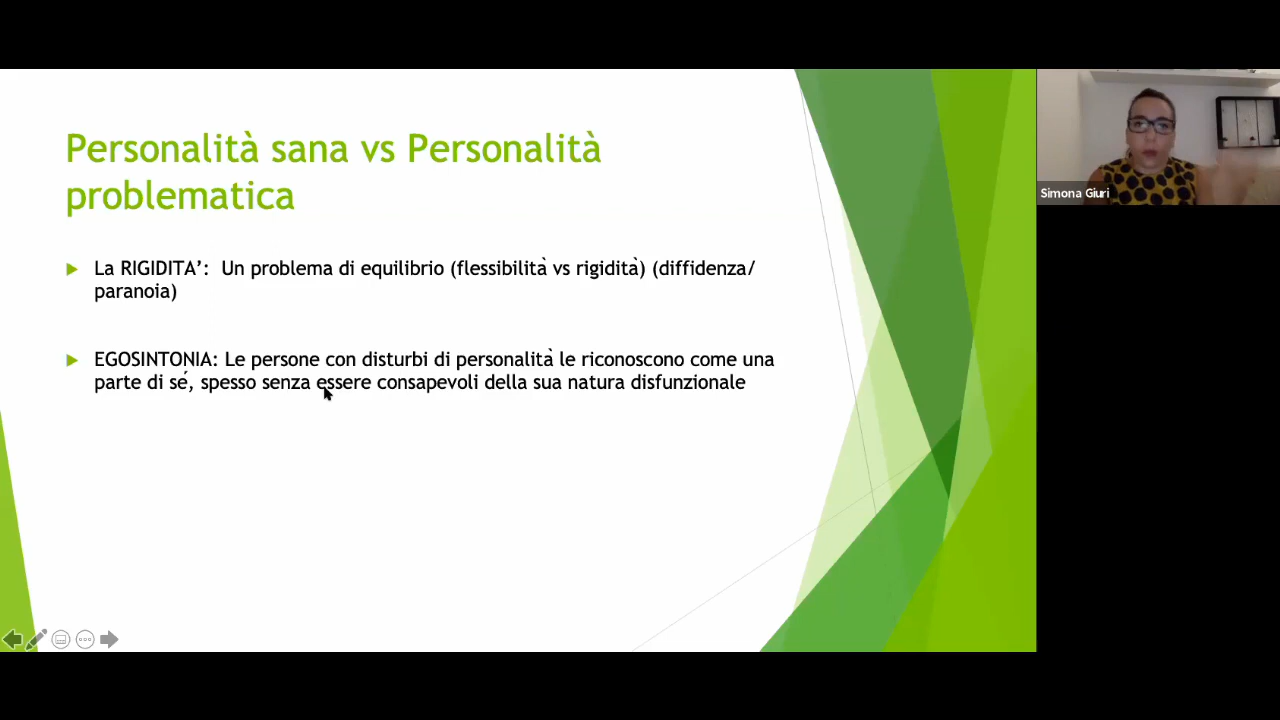 Personalità sana vs Personalità
problematica
La RIGIDITA’: Un problema di equilibrio (flessibilità vs rigidità) (diffidenza/
paranoia)
EGOSINTONIA: Le persone con disturbi di personalità le riconoscono come una
parte di sé, spesso senza essere consapevoli della sua natura disfunzionale
Simona Giuri